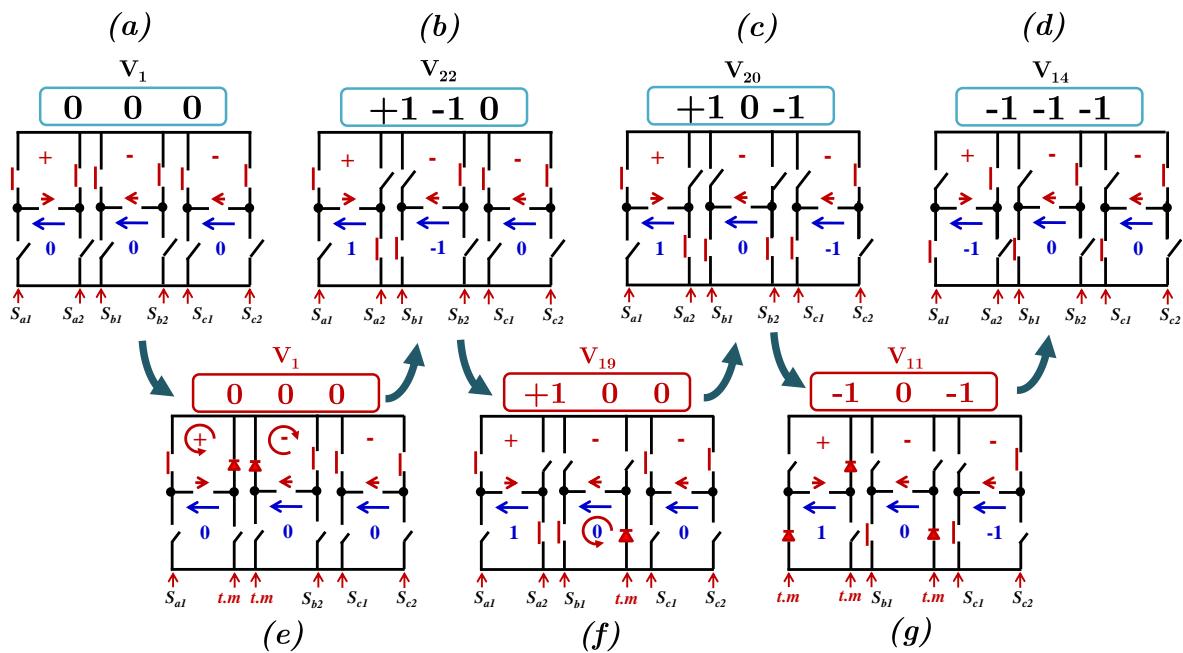 (a) (b) (c) (d)
V1 V22 V20 V14
0 0 0 +1 -1 0 +1 0 -1 -1 -1 -1
+ - - + - - + - - + - -
0 0 0 1 -1 0 1 0 -1 -1 0 0
Sa1 Sa2 Sb1 Sb2 Sc1 Sc2 Sa1 Sa2 Sb1 Sb2 Sc1 Sc2 Sa1 Sa2 Sb1 Sb2 Sc1 Sc2 Sa1 Sa2 Sb1 Sb2 Sc1 Sc2
V1 V19 V11
0 0 0 +1 0 0 -1 0 -1
+ - - + - - + - -
0 0 0 1 0 0 1 0 -1
Sa1 t.m t.m Sb2 Sc1 Sc2 Sa1 Sa2 Sb1 t.m Sc1 Sc2 t.m t.m Sb1 t.m Sc1 Sc2
(e) (f) (g)